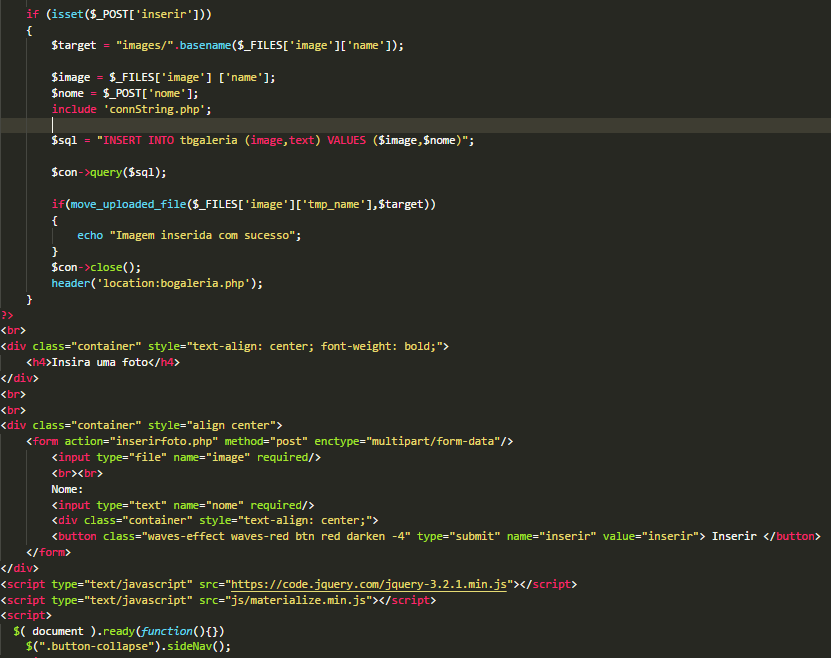 if (isset($_POST['inserir']))
{
$target = "images/".basename($_FILES['image']['name']);
$image = $_FILES['image'] ['name'];
$nome = $_POST['nome'];
include 'connString.php';
$sql = "INSERT INTO tbgaleria (image,text) VALUES ($image,$nome)";
$con->query($sql);
if(move_uploaded_file($_FILES['image']['tmp_name'],$target))
{
echo "Imagem inserida com sucesso";
}
$con->close();
header('location:bogaleria.php');
}
?>
<br>
<div class="container" style="text-align: center; font-weight: bold;">
<h4>Insira uma foto</h4>
</div>
<br>
<br>
<div class="container" style="align center">
<form action="inserirfoto.php" method="post" enctype="multipart/form-data"/>
<input type="file" name="image" required/>
<br><br>
Nome:
<input type="text" name="nome" required/>
<div class="container" style="text-align: center;">
<button class="waves-effect waves-red btn red darken -4" type="submit" name="inserir" value="inserir"> Inserir </button>
</form>
</div>
<script type="text/javascript" src="https://code.jquery.com/jquery-3.2.1.min.js"></script>
<script type="text/javascript" src="js/materialize.min.js"></script>
<script>
$( document ).ready(function(){})
$(".button-collapse").sideNav();